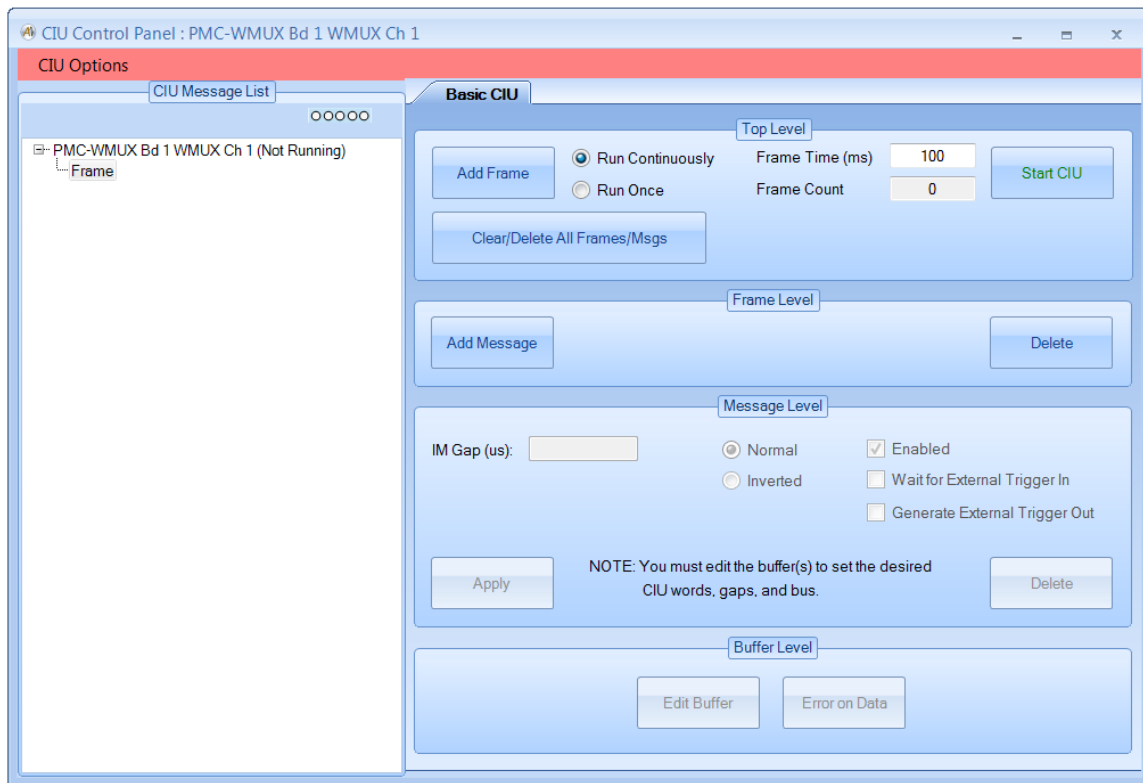 CIU Control Panel : PMC-WMUX Bd 1 WMUX Ch 1
CIU Options
CIU Message List
PMC-WMUX Bd 1 WMUX Ch 1 (Not Running)
Frame
Basic CIU
Top Level
Add Frame
Run Continuously
Run Once
Frame Time (ms)
100
Frame Count
0
Start CIU
Clear/Delete All Frames/Msgs
Frame Level
Add Message
Delete
Message Level
IM Gap (us):
Normal
Inverted
Enabled
Wait for External Trigger In
Generate External Trigger Out
Apply
NOTE: You must edit the buffer(s) to set the desired
CIU words, gaps, and bus.
Delete
Buffer Level
Edit Buffer
Error on Data